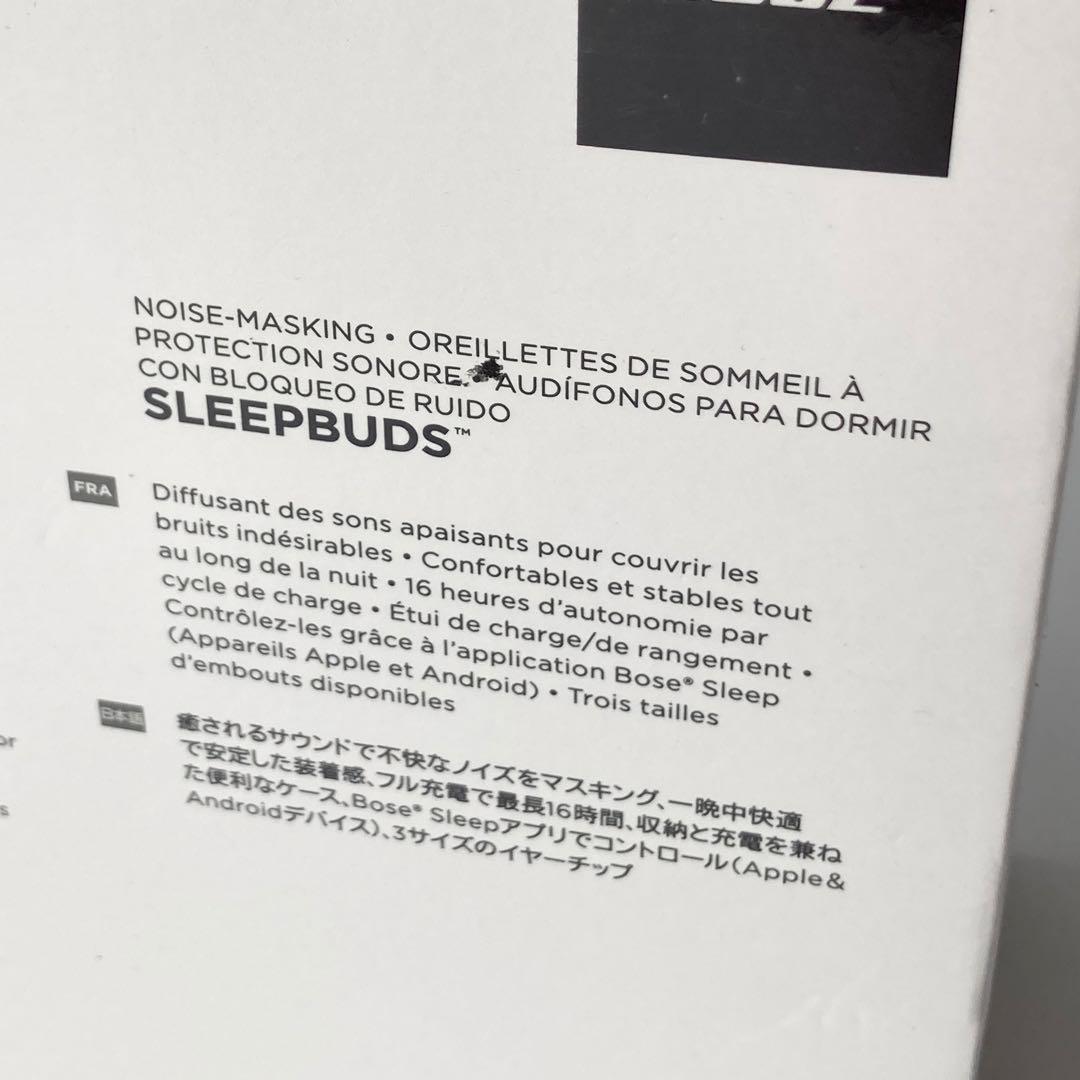 NOISE-MASKING • OREILLETTES DE SOMMEIL À
PROTECTION SONORE • AUDÍFONOS PARA DORMIR
CON BLOQUEO DE RUIDO
SLEEPBUDS™
FRA
Diffusant des sons apaisants pour couvrir les
bruits indésirables • Confortables et stables tout
au long de la nuit • 16 heures d'autonomie par
cycle de charge • Étui de charge/de rangement •
Contrôlez-les grâce à l'application Bose® Sleep
(Appareils Apple et Android) • Trois tailles
d'embouts disponibles
日本語
癒されるサウンドで不快なノイズをマスキング、一晩中快適
で安定した装着感、フル充電で最長16時間、収納と充電を兼ね
た便利なケース、Bose® Sleepアプリでコントロール(Apple&
Androidデバイス)、3サイズのイヤーチップ